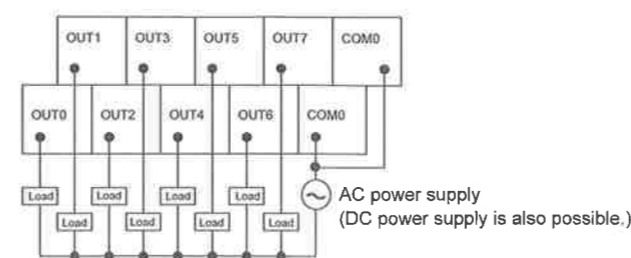 OUT1 OUT3 OUT5 OUT7 COM0
OUT0 OUT2 OUT4 OUT6 COM0
Load Load Load Load
AC power supply
(DC power supply is also possible.)
Load Load Load Load